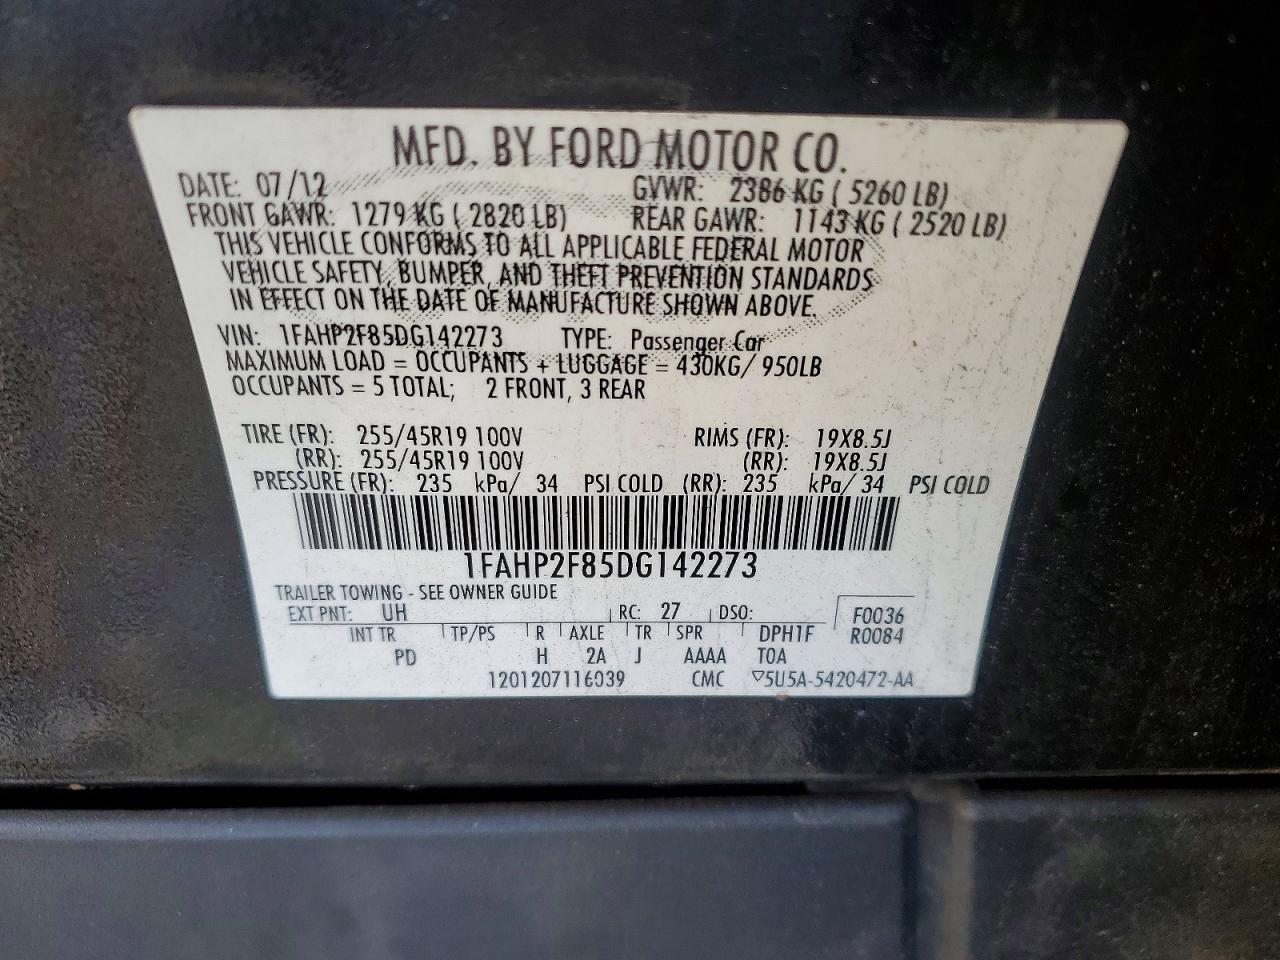 MFD. BY FORD MOTOR CO.
DATE: 07/12 GVWR: 2386 KG ( 5260 LB)
FRONT GAWR: 1279 KG ( 2820 LB) REAR GAWR: 1143 KG ( 2520 LB)
THIS VEHICLE CONFORMS TO ALL APPLICABLE FEDERAL MOTOR
VEHICLE SAFETY, BUMPER, AND THEFT PREVENTION STANDARDS
IN EFFECT ON THE DATE OF MANUFACTURE SHOWN ABOVE.
VIN: 1FAHP2F85DG142273 TYPE: Passenger Car
MAXIMUM LOAD = OCCUPANTS + LUGGAGE = 430KG/ 950LB
OCCUPANTS = 5 TOTAL; 2 FRONT, 3 REAR
TIRE (FR): 255/45R19 100V RIMS (FR): 19X8.5J
(RR): 255/45R19 100V (RR): 19X8.5J
PRESSURE (FR): 235 kPa/ 34 PSI COLD (RR): 235 kPa/ 34 PSI COLD
1FAHP2F85DG142273
TRAILER TOWING - SEE OWNER GUIDE
EXT PNT: UH RC: 27 DSO: F0036
INT TR TP/PS R AXLE TR SPR DPH1F R0084
PD H 2A J AAAA TOA
1201207116039 CMC ▽5U5A-5420472-AA